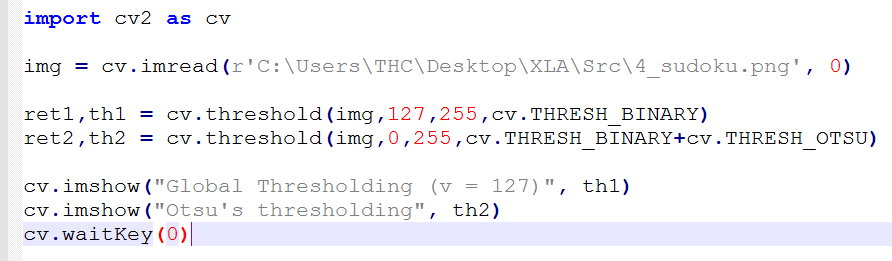 import cv2 as cv
img = cv.imread(r'C:\Users\THC\Desktop\XLA\Src\4_sudoku.png', 0)
ret1,th1 = cv.threshold(img,127,255,cv.THRESH_BINARY)
ret2,th2 = cv.threshold(img,0,255,cv.THRESH_BINARY+cv.THRESH_OTSU)
cv.imshow("Global Thresholding (v = 127)", th1)
cv.imshow("Otsu's thresholding", th2)
cv.waitKey(0)